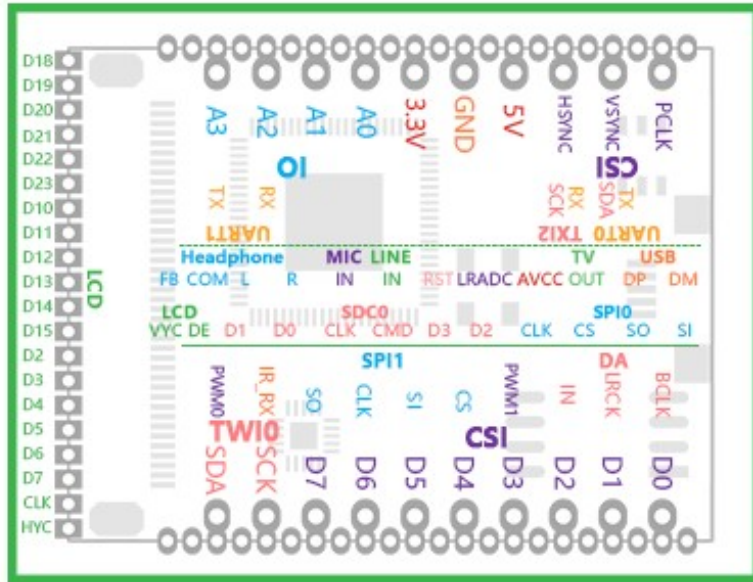 D18
D19
D20
D21
D22
D23
D10
D11
D12
D13
D14
D15
D2
D3
D4
D5
D6
D7
CLK
HYC
LCD
A3 A2 A1 A0 3.3V GND 5V HSYNC VSYNC PCLK
IO CSI
TX RX SCK RX SDA TX
UART1 TXI2 UART0
Headphone MIC LINE TV USB
FB COM L R IN IN RST LRADC AVCC OUT DP DM
LCD SDC0 SPI0
VYC DE D1 D0 CLK CMD D3 D2 CLK CS SO SI
SPI1 DA
PWM0 IR_RX SO CLK SI CS PWM1 IN LRCK BCLK
TWI0 CSI
SDA SCK D7 D6 D5 D4 D3 D2 D1 D0